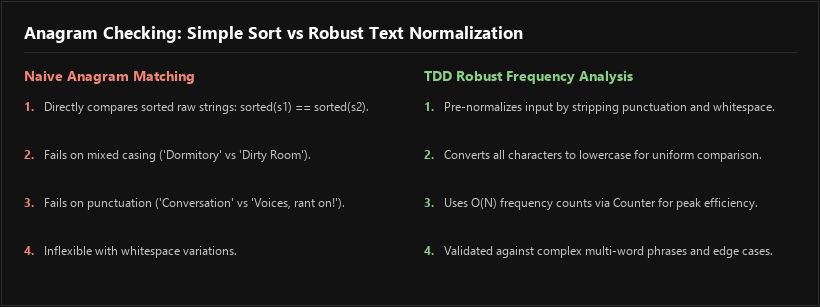 Anagram Checking: Simple Sort vs Robust Text Normalization
Naive Anagram Matching
1. Directly compares sorted raw strings: sorted(s1) == sorted(s2).
2. Fails on mixed casing ('Dormitory' vs 'Dirty Room').
3. Fails on punctuation ('Conversation' vs 'Voices, rant on!').
4. Inflexible with whitespace variations.
TDD Robust Frequency Analysis
1. Pre-normalizes input by stripping punctuation and whitespace.
2. Converts all characters to lowercase for uniform comparison.
3. Uses O(N) frequency counts via Counter for peak efficiency.
4. Validated against complex multi-word phrases and edge cases.